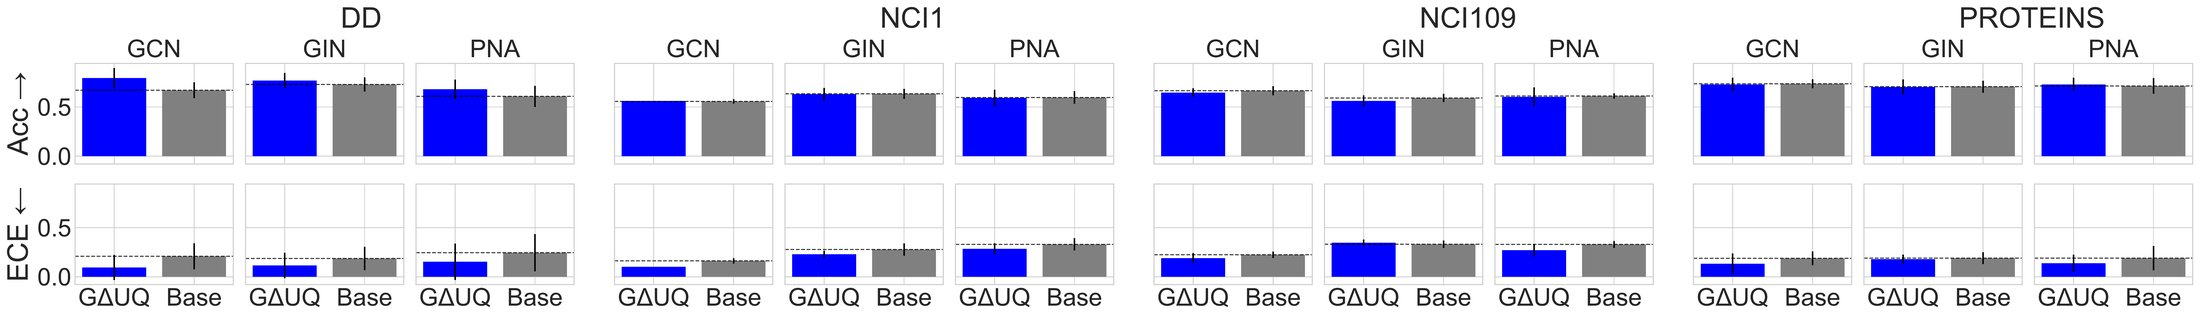 DD NCI1 NCI109 PROTEINS
GCN GIN PNA GCN GIN PNA GCN GIN PNA GCN GIN PNA
Acc →
0.5
0.0
ECE ←
0.5
0.0
GΔUQ Base GΔUQ Base GΔUQ Base GΔUQ Base GΔUQ Base GΔUQ Base GΔUQ Base GΔUQ Base GΔUQ Base GΔUQ Base GΔUQ Base GΔUQ Base